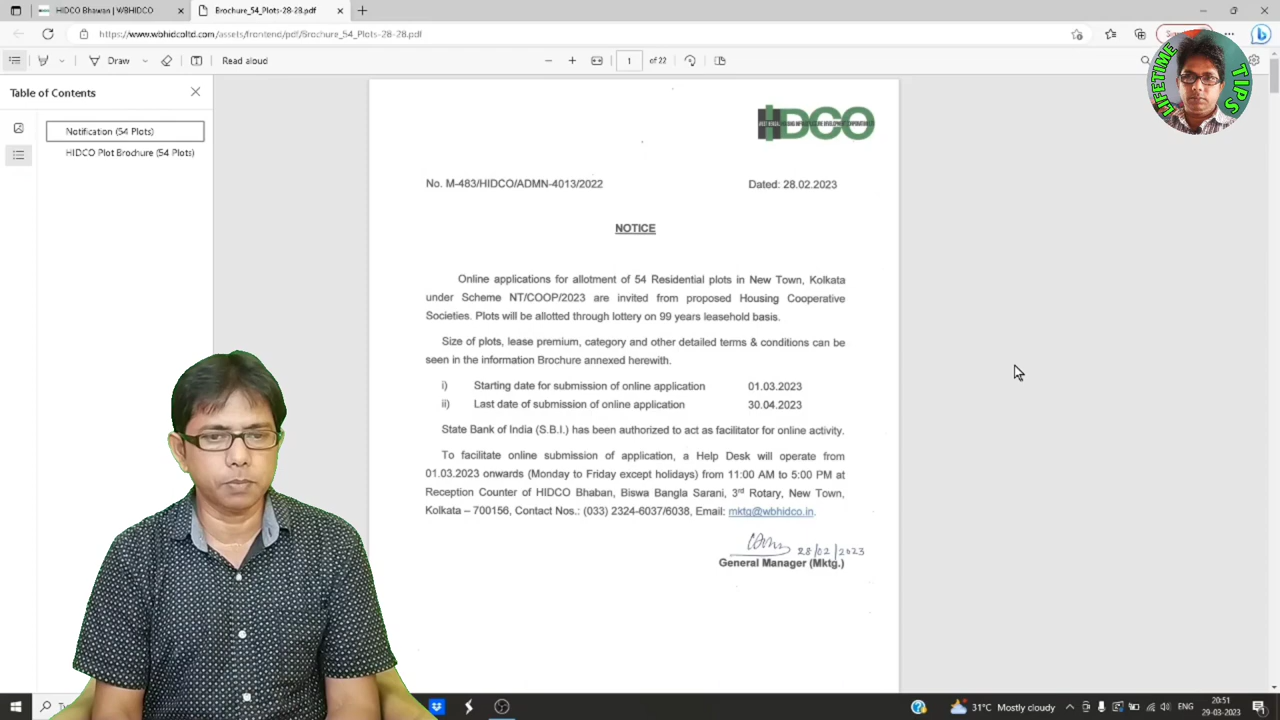 HIDCO Bhawan | WBHIDCO
Brochure_54_Plots-28-28.pdf
https://www.wbhidcoltd.com/assets/frontend/pdf/Brochure_54_Plots-28-28.pdf
Draw
Read aloud
1 of 22
LIFETIME TIPS
Table of Contents
Notification (54 Plots)
HIDCO Plot Brochure (54 Plots)
HIDCO
No. M-483/HIDCO/ADMN-4013/2022
Dated: 28.02.2023
NOTICE
Online applications for allotment of 54 Residential plots in New Town, Kolkata
under Scheme NT/COOP/2023 are invited from proposed Housing Cooperative
Societies. Plots will be allotted through lottery on 99 years leasehold basis.
Size of plots, lease premium, category and other detailed terms & conditions can be
seen in the information Brochure annexed herewith.
i) Starting date for submission of online application 01.03.2023
ii) Last date of submission of online application 30.04.2023
State Bank of India (S.B.I.) has been authorized to act as facilitator for online activity.
To facilitate online submission of application, a Help Desk will operate from
01.03.2023 onwards (Monday to Friday except holidays) from 11:00 AM to 5:00 PM at
Reception Counter of HIDCO Bhaban, Biswa Bangla Sarani, 3rd Rotary, New Town,
Kolkata – 700156, Contact Nos.: (033) 2324-6037/6038, Email: mktg@wbhidco.in.
28/02/2023
General Manager (Mktg.)
31°C Mostly cloudy
ENG
20:51
29-03-2023